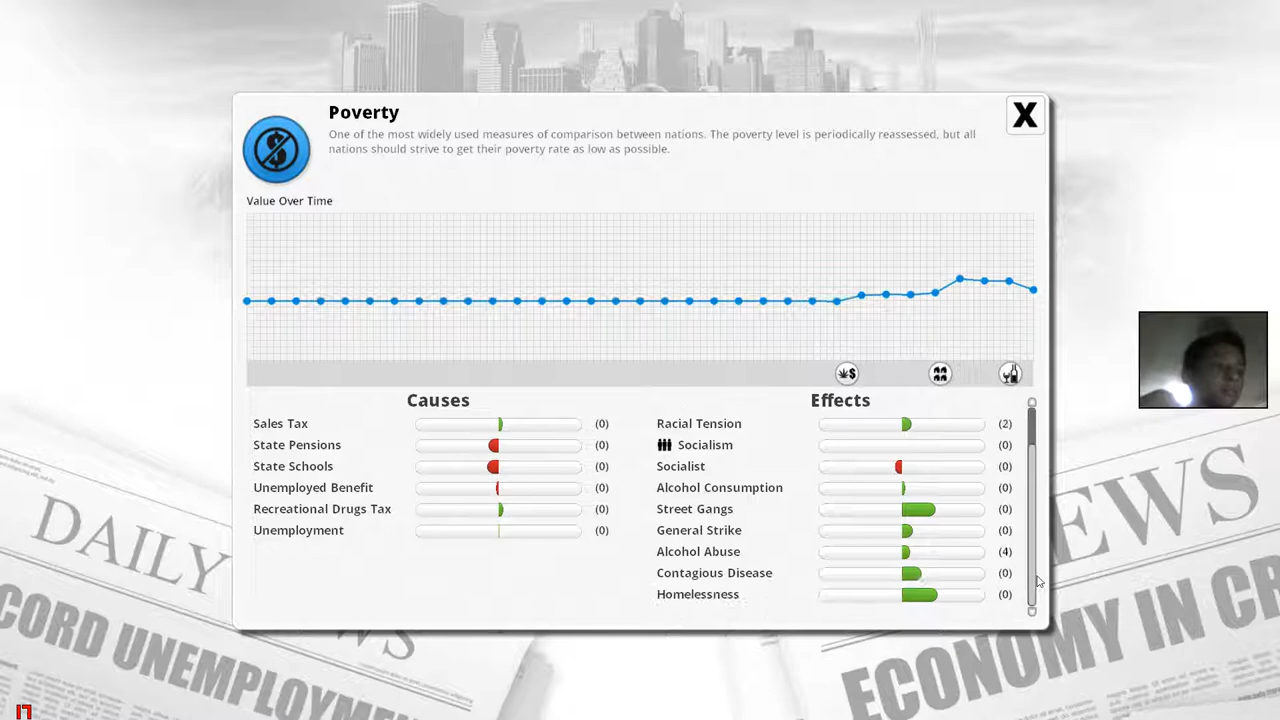 Poverty
X
One of the most widely used measures of comparison between nations. The poverty level is periodically reassessed, but all
nations should strive to get their poverty rate as low as possible.
Value Over Time
Causes
Effects
Sales Tax (0)
Racial Tension (2)
State Pensions (0)
Socialism (0)
State Schools (0)
Socialist (0)
Unemployed Benefit (0)
Alcohol Consumption (0)
Recreational Drugs Tax (0)
Street Gangs (0)
Unemployment (0)
General Strike (0)
Alcohol Abuse (4)
Contagious Disease (0)
Homelessness (0)
DAILY
NEWS
CORD UNEMPLOYME
ECONOMY IN CR
17